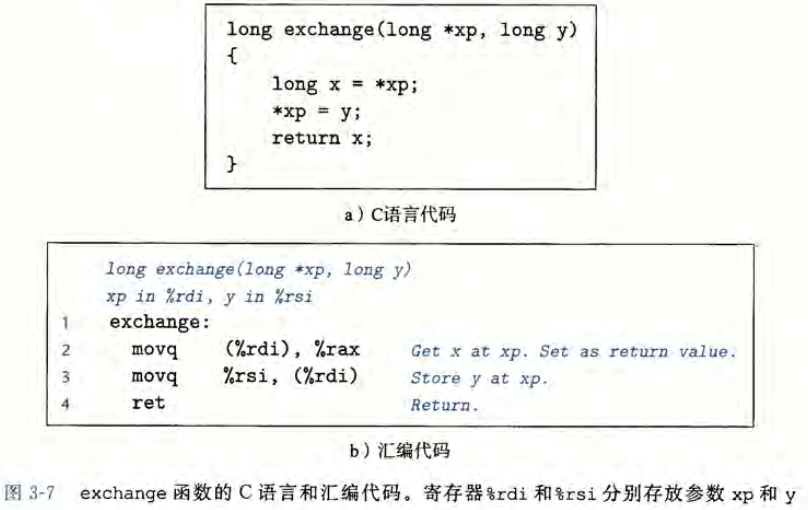 long exchange(long *xp, long y)
{
    long x = *xp;
    *xp = y;
    return x;
}
a）C语言代码
long exchange(long *xp, long y)
xp in %rdi, y in %rsi
1 exchange:
2 movq (%rdi), %rax Get x at xp. Set as return value.
3 movq %rsi, (%rdi) Store y at xp.
4 ret Return.
b）汇编代码
图 3-7 exchange 函数的 C 语言和汇编代码。寄存器%rdi 和%rsi 分别存放参数 xp 和 y